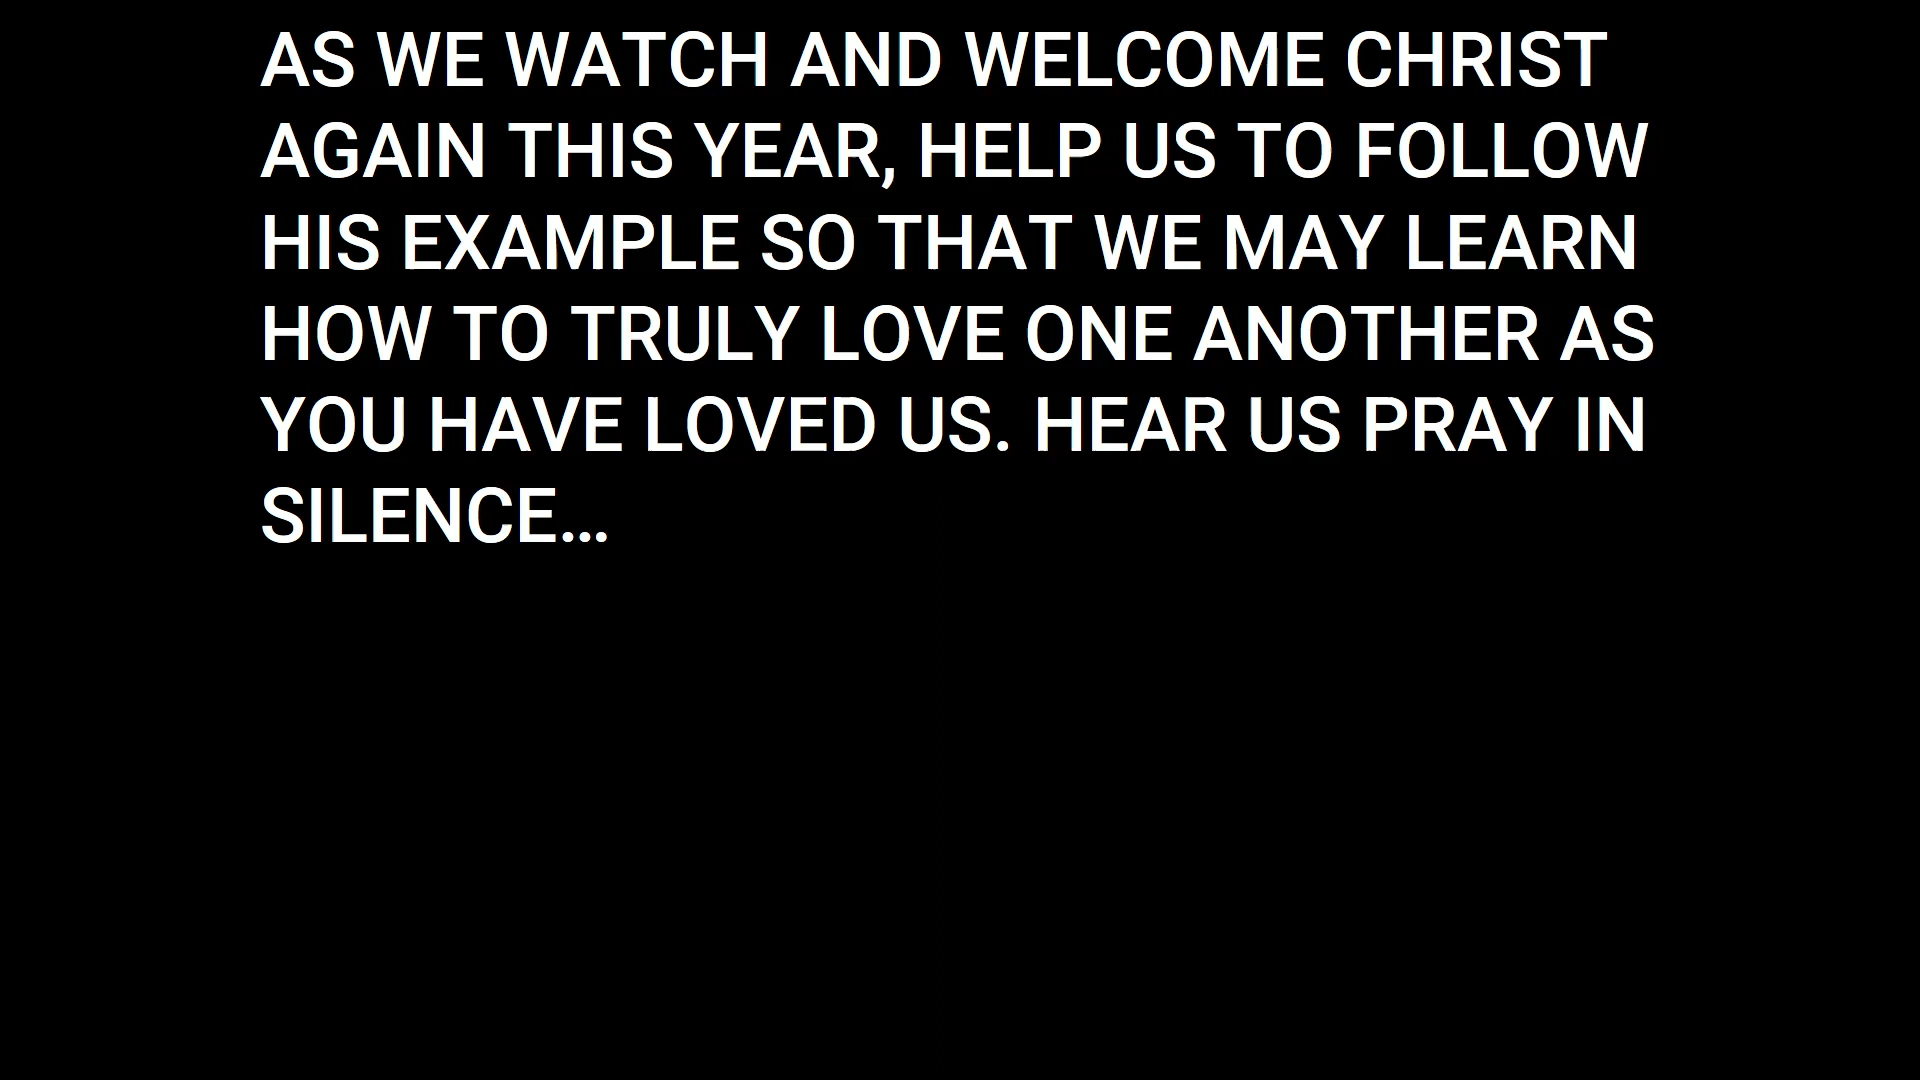 AS WE WATCH AND WELCOME CHRIST
AGAIN THIS YEAR, HELP US TO FOLLOW
HIS EXAMPLE SO THAT WE MAY LEARN
HOW TO TRULY LOVE ONE ANOTHER AS
YOU HAVE LOVED US. HEAR US PRAY IN
SILENCE…